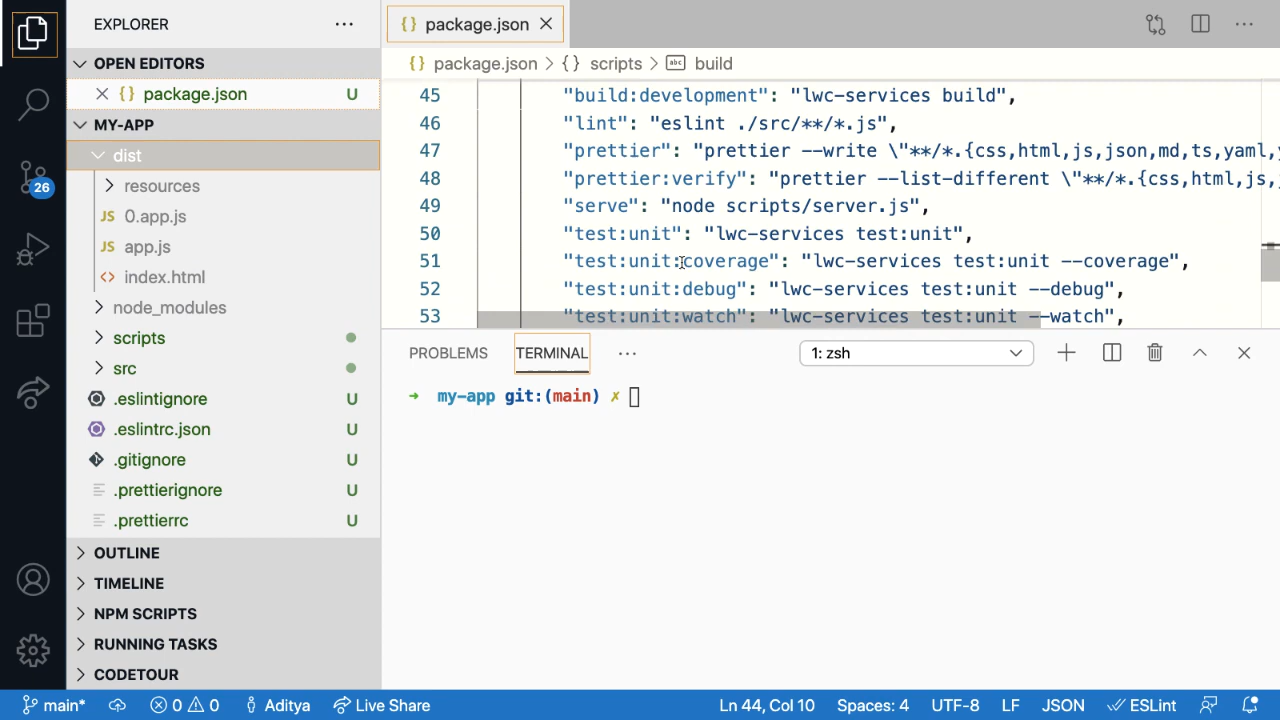 EXPLORER
OPEN EDITORS
package.json U
MY-APP
dist
resources
JS 0.app.js
JS app.js
<> index.html
node_modules
scripts
src
.eslintignore U
.eslintrc.json U
.gitignore U
.prettierignore U
.prettierrc U
OUTLINE
TIMELINE
NPM SCRIPTS
RUNNING TASKS
CODETOUR
26
{} package.json
{} package.json > {} scripts > abc build
45 "build:development": "lwc-services build",
46 "lint": "eslint ./src/**/*.js",
47 "prettier": "prettier --write \"**/*.{css,html,js,json,md,ts,yaml,y
48 "prettier:verify": "prettier --list-different \"**/*.{css,html,js,
49 "serve": "node scripts/server.js",
50 "test:unit": "lwc-services test:unit",
51 "test:unit:coverage": "lwc-services test:unit --coverage",
52 "test:unit:debug": "lwc-services test:unit --debug",
53 "test:unit:watch": "lwc-services test:unit --watch",
PROBLEMS TERMINAL ··· 1: zsh
→ my-app git:(main) ✗
main* 0 0 Aditya Live Share Ln 44, Col 10 Spaces: 4 UTF-8 LF JSON ESLint